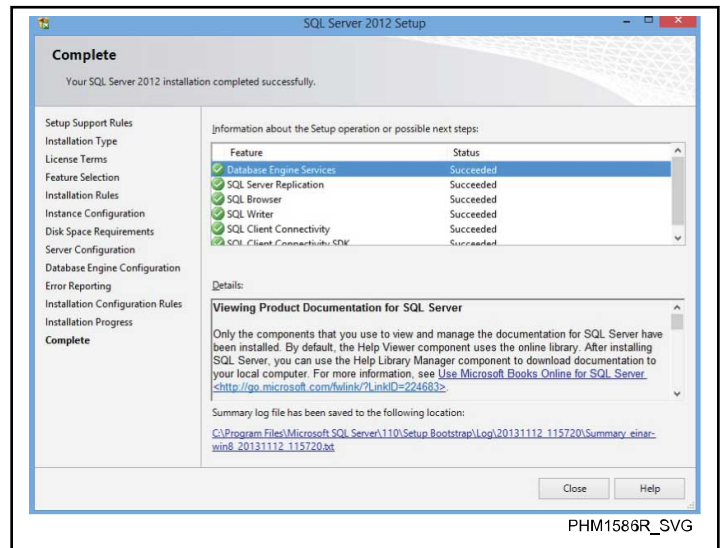 SQL Server 2012 Setup
Complete
Your SQL Server 2012 installation completed successfully.
Setup Support Rules
Installation Type
License Terms
Feature Selection
Installation Rules
Instance Configuration
Disk Space Requirements
Server Configuration
Database Engine Configuration
Error Reporting
Installation Configuration Rules
Installation Progress
Complete
Information about the Setup operation or possible next steps:
Feature Status
Database Engine Services Succeeded
SQL Server Replication Succeeded
SQL Browser Succeeded
SQL Writer Succeeded
SQL Client Connectivity Succeeded
SQL Client Connectivity SDK Succeeded
Details:
Viewing Product Documentation for SQL Server
Only the components that you use to view and manage the documentation for SQL Server have
been installed. By default, the Help Viewer component uses the online library. After installing
SQL Server, you can use the Help Library Manager component to download documentation to
your local computer. For more information, see Use Microsoft Books Online for SQL Server
<http://go.microsoft.com/fwlink/?LinkID=224683>.
Summary log file has been saved to the following location:
C:\Program Files\Microsoft SQL Server\110\Setup Bootstrap\Log\20131112_115720\Summary_einar-
win8_20131112_115720.txt
Close Help
PHM1586R_SVG